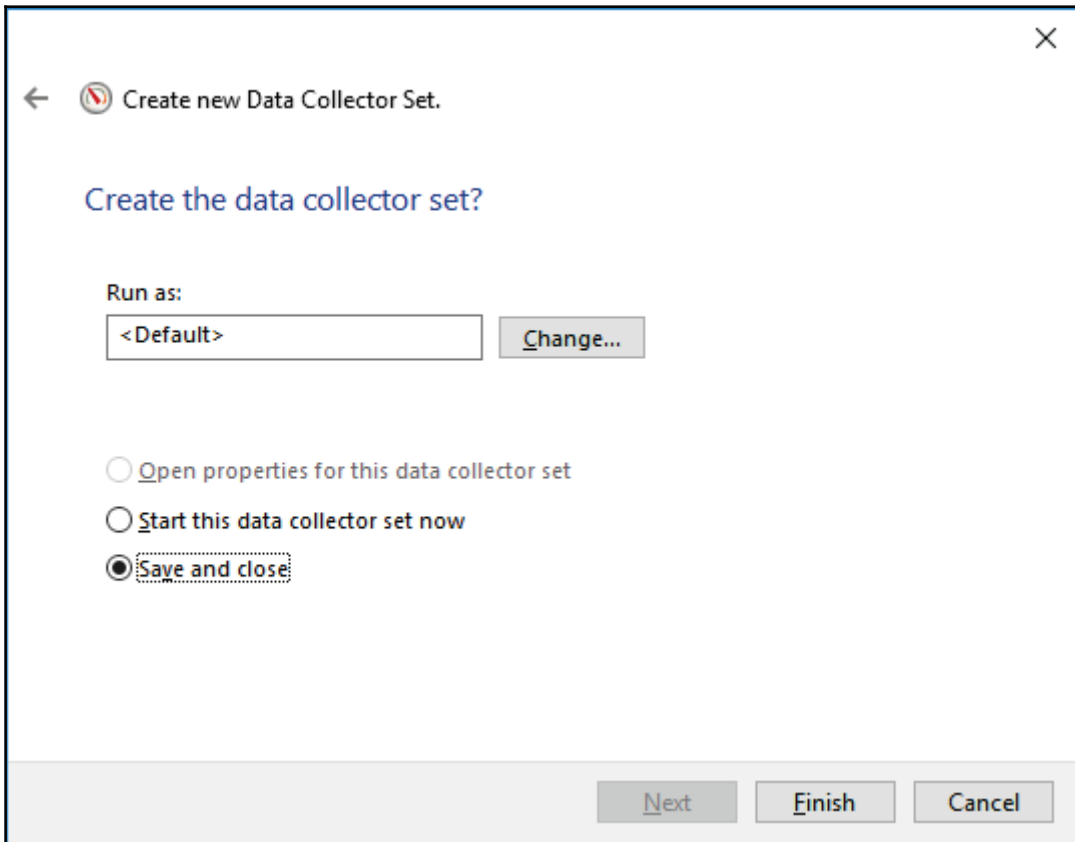 Create new Data Collector Set.
Create the data collector set?
Run as:
<Default>
Change...
Open properties for this data collector set
Start this data collector set now
Save and close
Next
Finish
Cancel